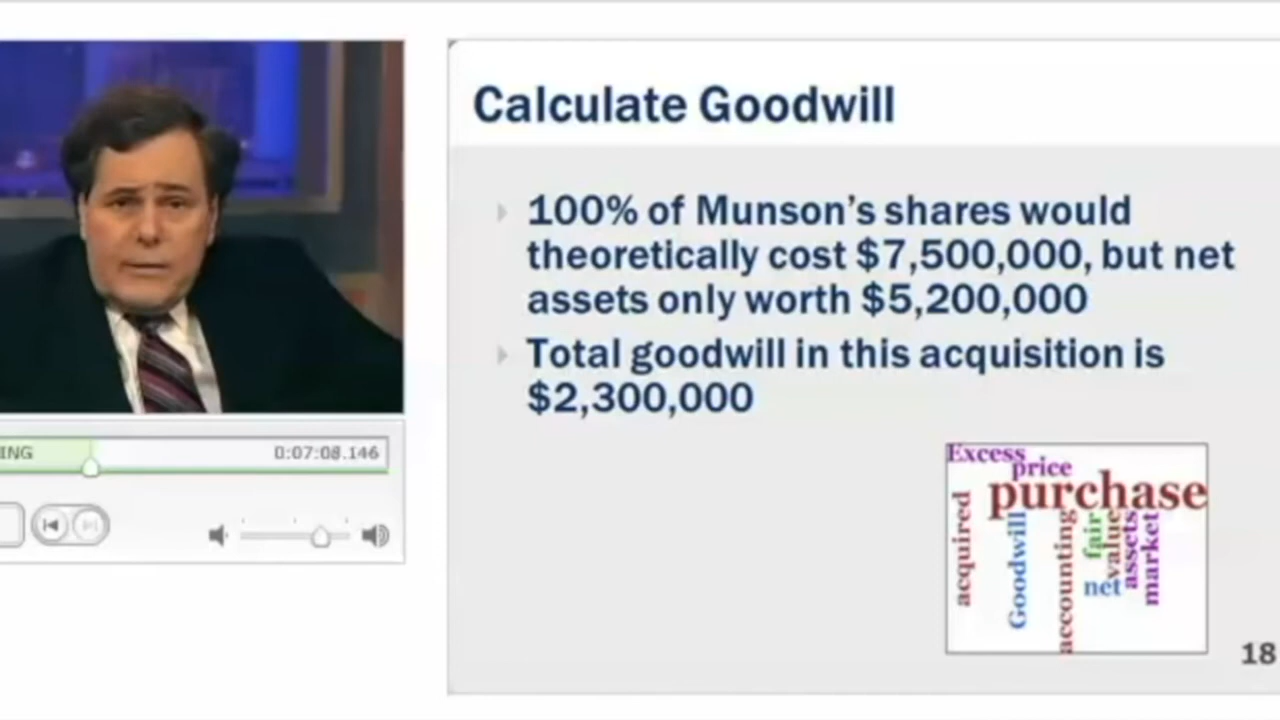 Calculate Goodwill
100% of Munson's shares would
theoretically cost $7,500,000, but net
assets only worth $5,200,000
Total goodwill in this acquisition is
$2,300,000
ING
0:07:08.146
Excess
price
purchase
acquired
Goodwill
accounting
fair
value
net
assets
market
18